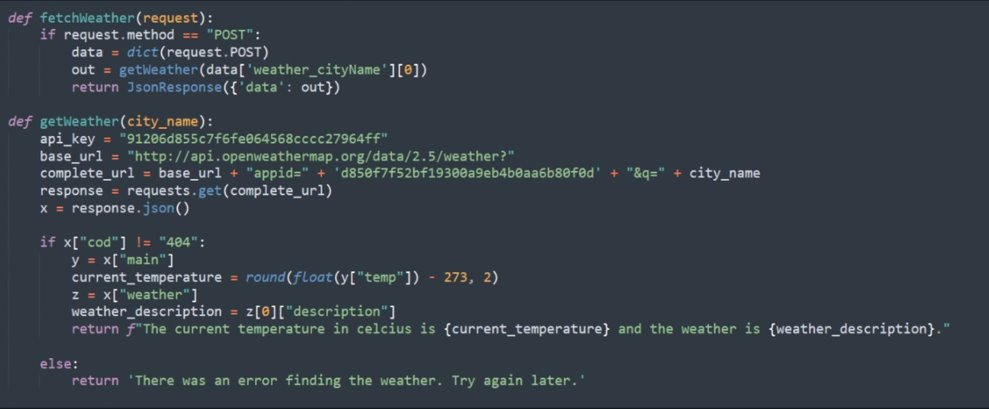 def fetchWeather(request):
    if request.method == "POST":
        data = dict(request.POST)
        out = getWeather(data['weather_cityName'][0])
        return JsonResponse({'data': out})

def getWeather(city_name):
    api_key = "91206d855c7f6fe064568cccc27964ff"
    base_url = "http://api.openweathermap.org/data/2.5/weather?"
    complete_url = base_url + "appid=" + 'd850f7f52bf19300a9eb4b0aa6b80f0d' + "&q=" + city_name
    response = requests.get(complete_url)
    x = response.json()

    if x["cod"] != "404":
        y = x["main"]
        current_temperature = round(float(y["temp"]) - 273, 2)
        z = x["weather"]
        weather_description = z[0]["description"]
        return f"The current temperature in celcius is {current_temperature} and the weather is {weather_description}."

    else:
        return 'There was an error finding the weather. Try again later.'